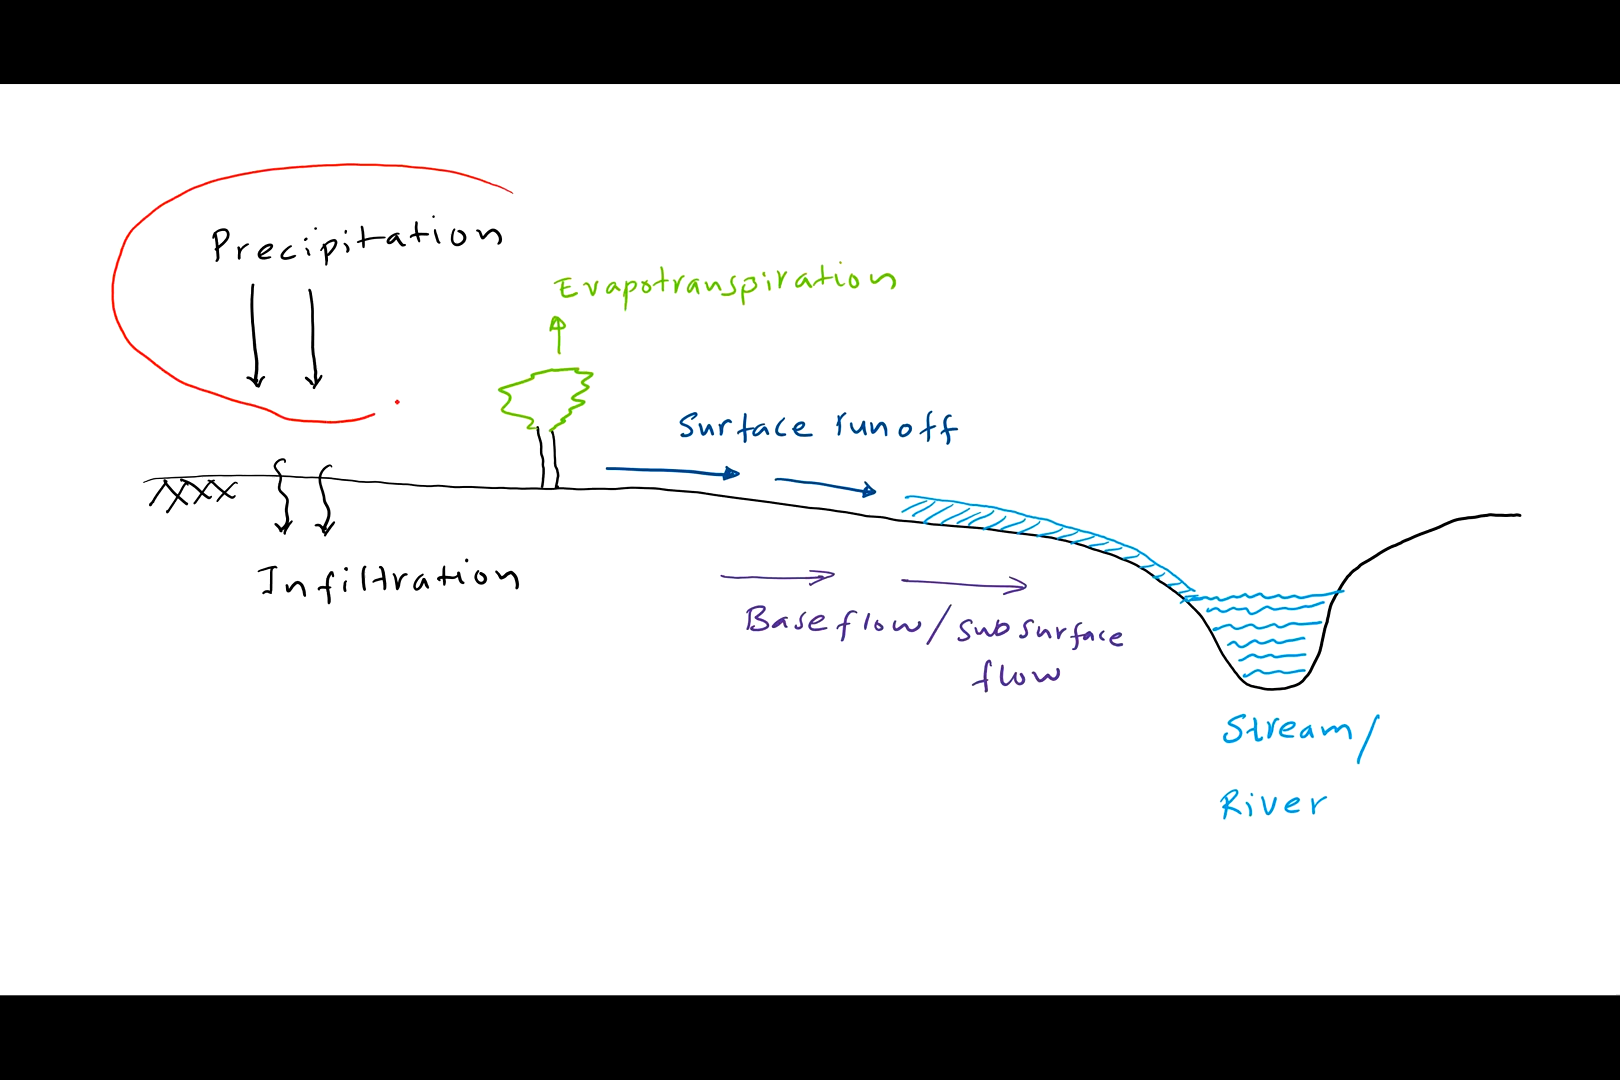 Precipitation
Evapotranspiration
Surface runoff
Infiltration
Baseflow/subsurface
flow
Stream/
River